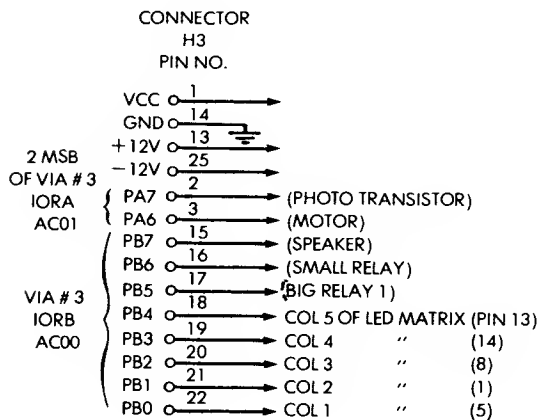 CONNECTOR
H3
PIN NO.
VCC 1
GND 14
+12V 13
−12V 25
2 MSB
OF VIA #3
IORA
AC01
PA7 2 (PHOTO TRANSISTOR)
PA6 3 (MOTOR)
VIA #3
IORB
AC00
PB7 15 (SPEAKER)
PB6 16 (SMALL RELAY)
PB5 17 (BIG RELAY 1)
PB4 18 COL 5 OF LED MATRIX (PIN 13)
PB3 19 COL 4 " (14)
PB2 20 COL 3 " (8)
PB1 21 COL 2 " (1)
PB0 22 COL 1 " (5)